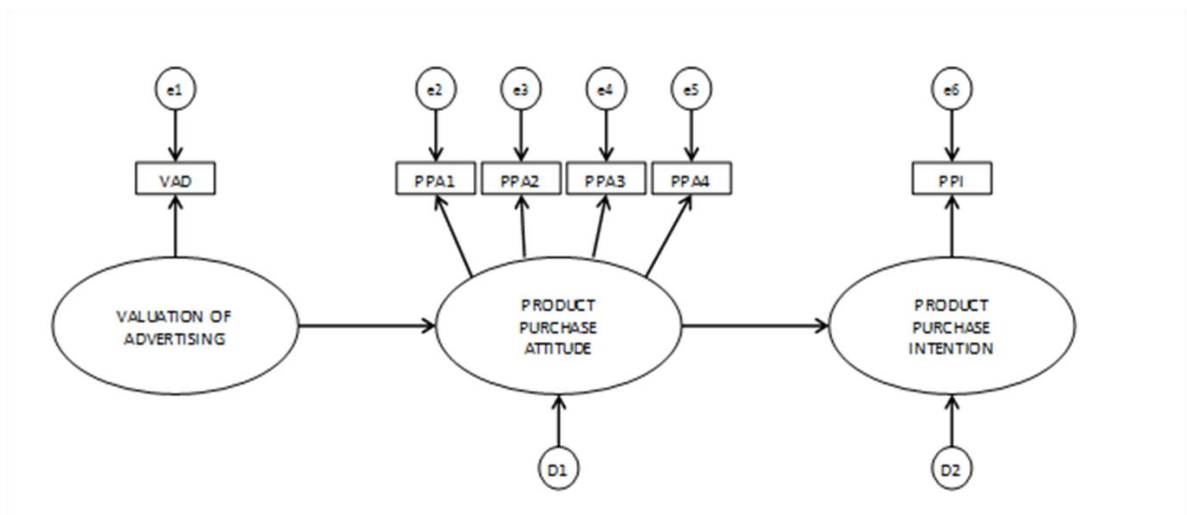 e1
e2
e3
e4
e5
e6
VAD
PPA1
PPA2
PPA3
PPA4
PPI
VALUATION OF
ADVERTISING
PRODUCT
PURCHASE
ATTITUDE
PRODUCT
PURCHASE
INTENTION
D1
D2